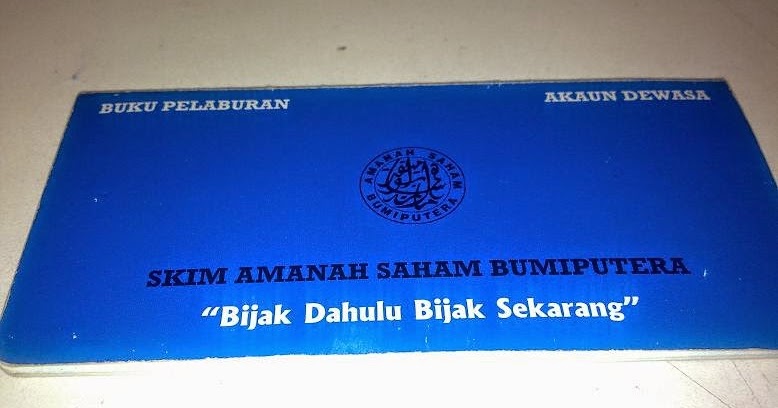 BUKU PELABURAN
AKAUN DEWASA
AMANAH SAHAM
BUMIPUTERA
SKIM AMANAH SAHAM BUMIPUTERA
“Bijak Dahulu Bijak Sekarang”